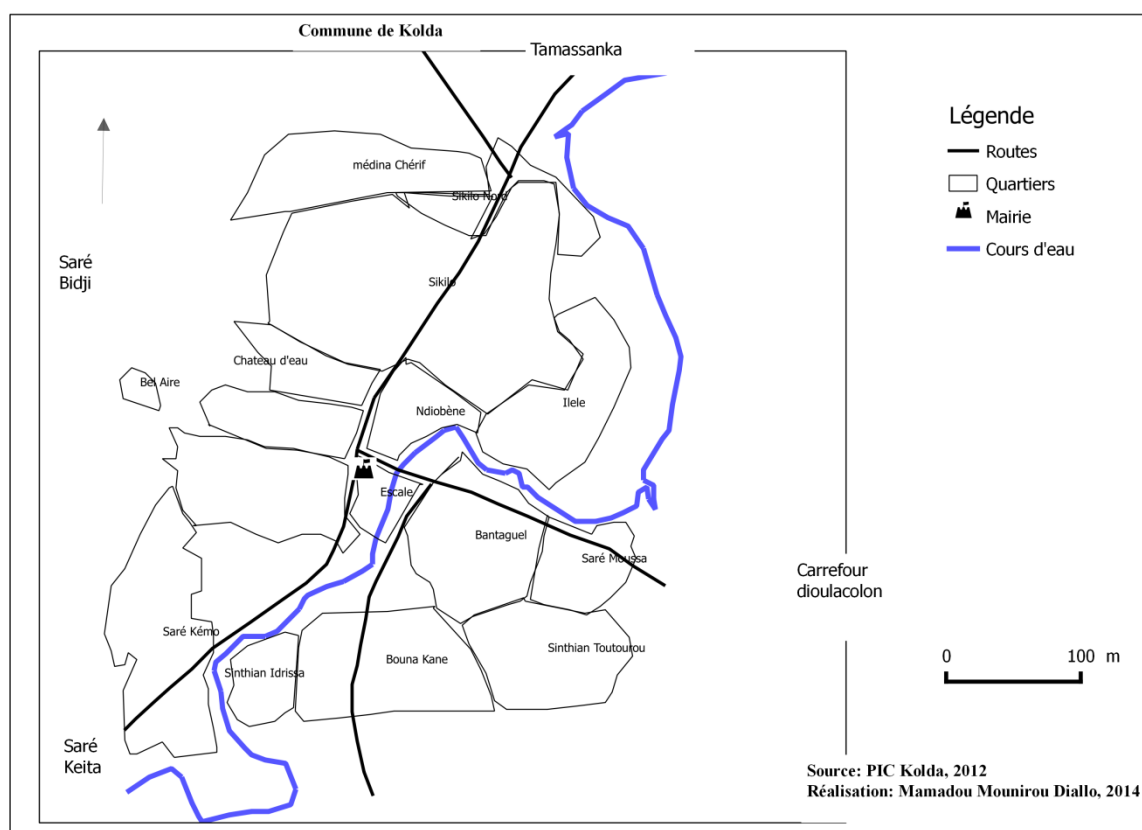 Commune de Kolda
Tamassanka
Légende
Routes
Quartiers
Mairie
Cours d'eau
médina Chérif
Sikilo Nord
Saré
Bidji
Sikilo
Chateau d'eau
Bel Aire
Ndiobène
Ilele
Escale
Bantaguel
Saré Moussa
Carrefour
dioulacolon
Saré Kémo
Sinthian Idrissa
Bouna Kane
Sinthian Toutourou
0 100 m
Saré
Keita
Source: PIC Kolda, 2012
Réalisation: Mamadou Mounirou Diallo, 2014